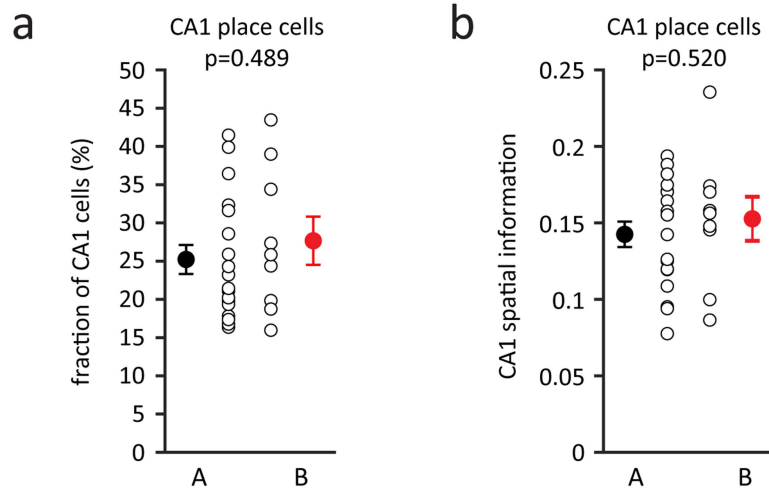 a
CA1 place cells
p=0.489
fraction of CA1 cells (%)
50
45
40
35
30
25
20
15
10
5
0
A
B
b
CA1 place cells
p=0.520
CA1 spatial information
0.25
0.2
0.15
0.1
0.05
0
A
B